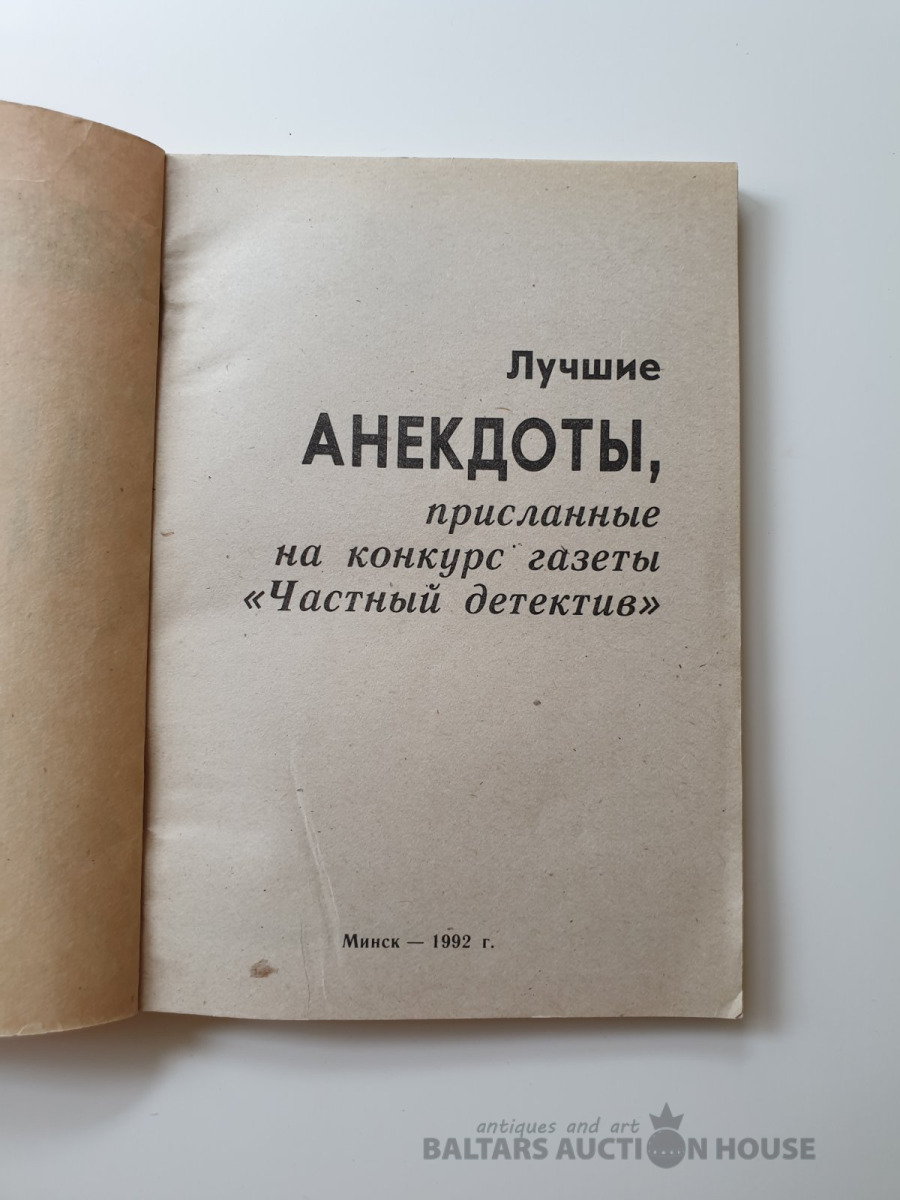 Лучшие
АНЕКДОТЫ,
присланные
на конкурс газеты
«Частный детектив»
Минск — 1992 г.
antiques and art
BALTARS AUCTION HOUSE